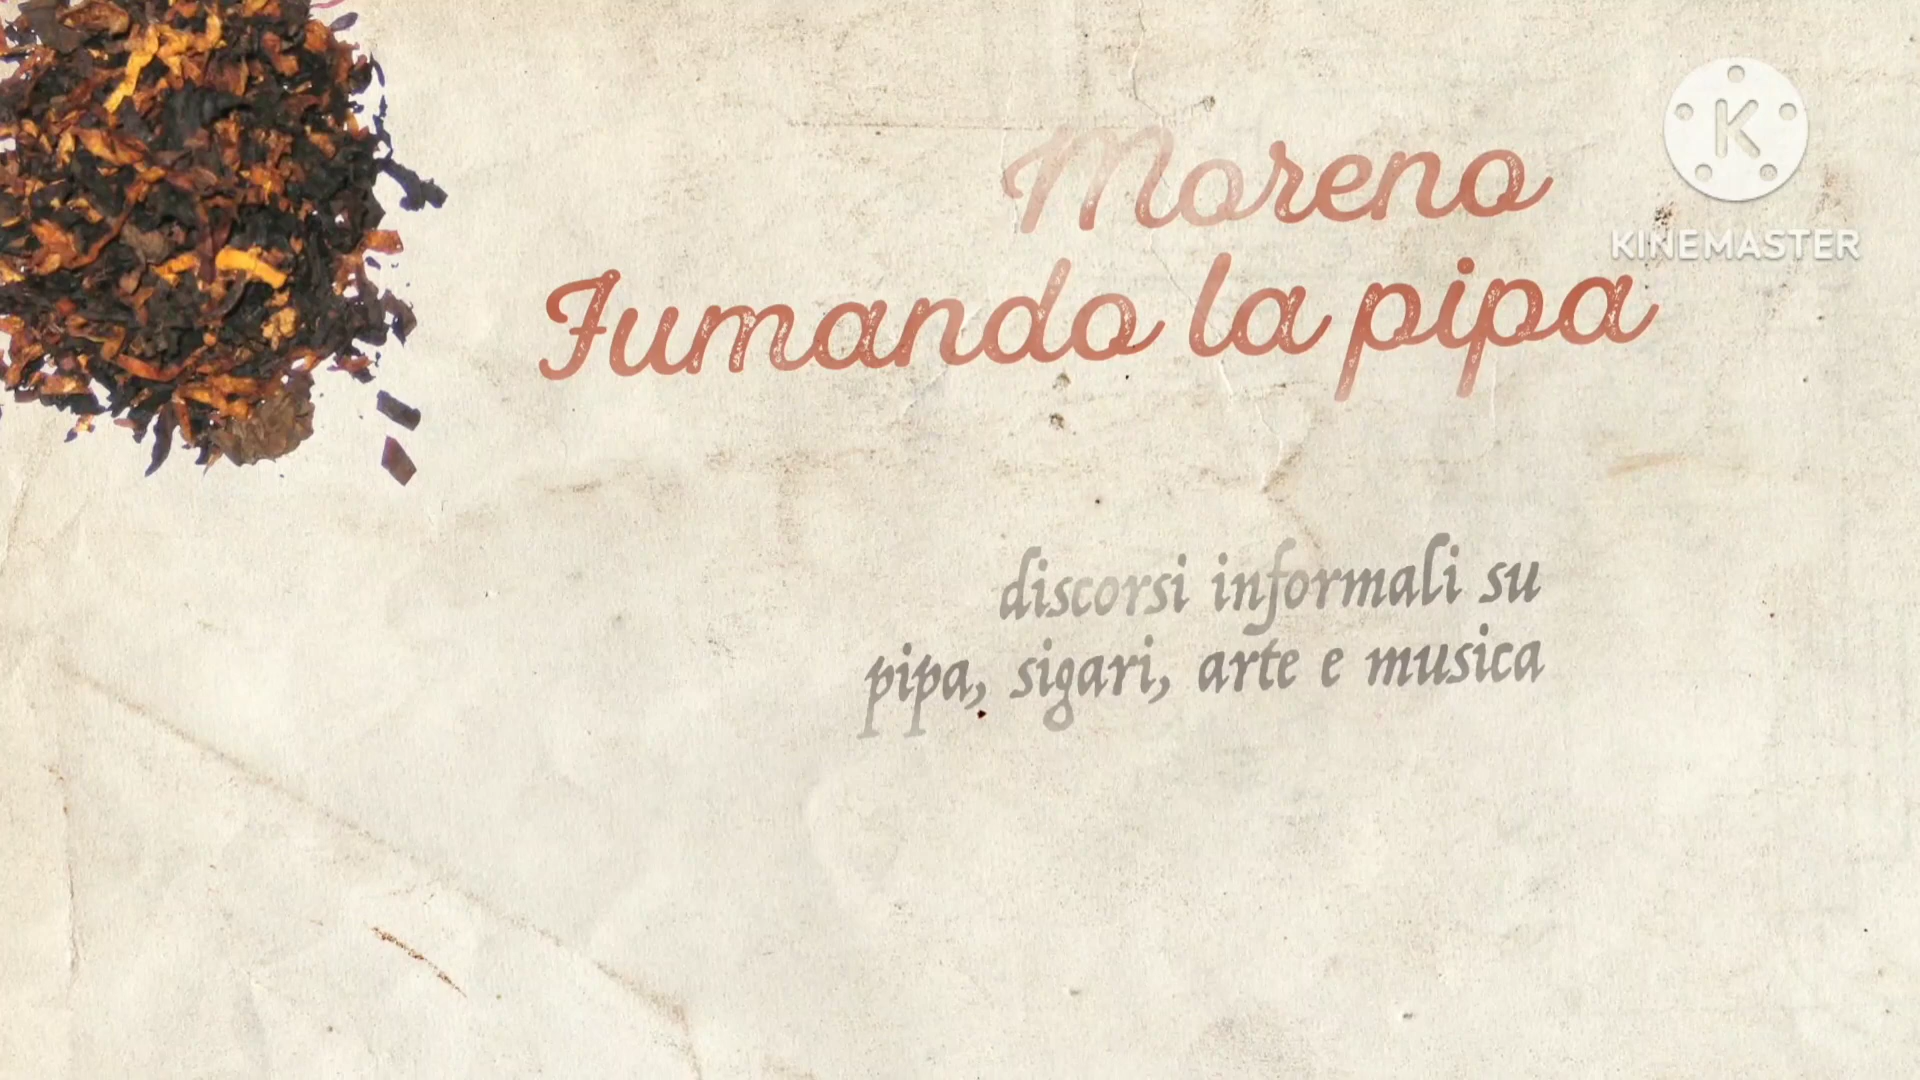 Moreno
Fumando la pipa
K
KINEMASTER
discorsi informali su
pipa, sigari, arte e musica